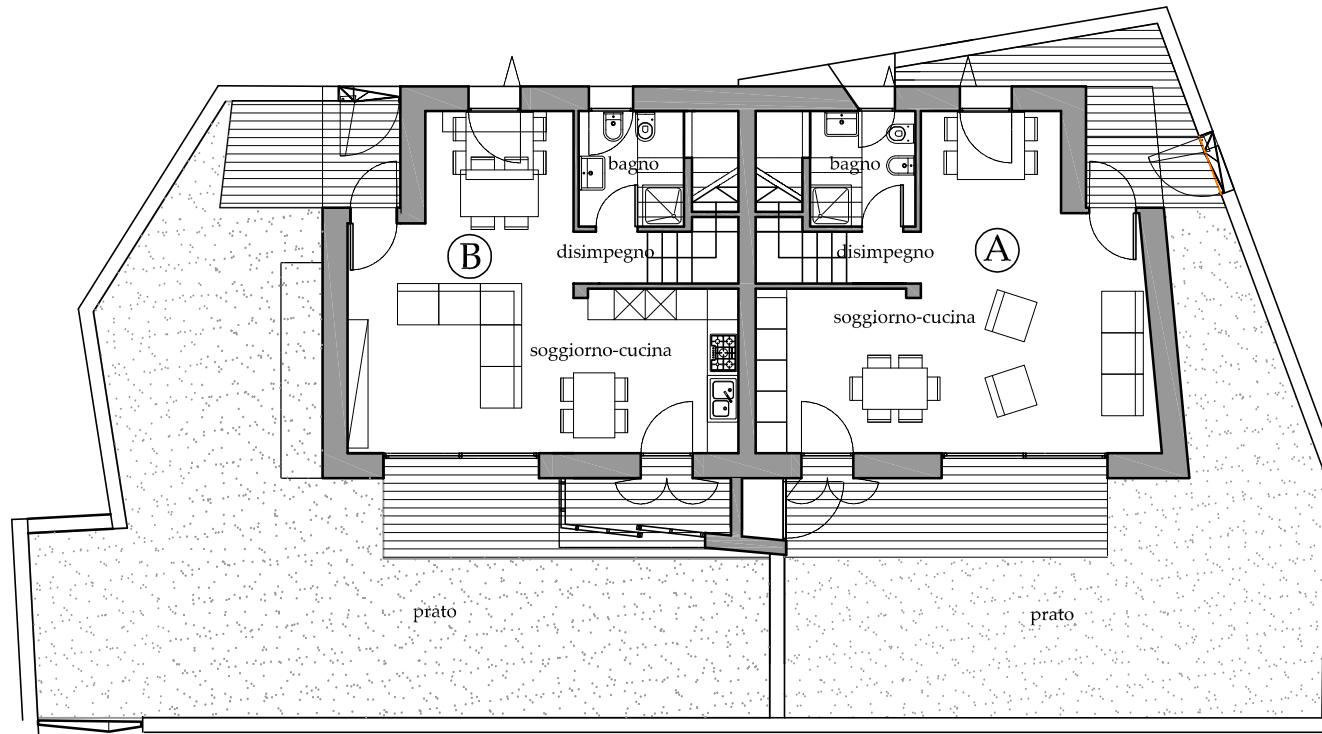 bagno
bagno
disimpegno
disimpegno
B
A
soggiorno-cucina
soggiorno-cucina
prato
prato